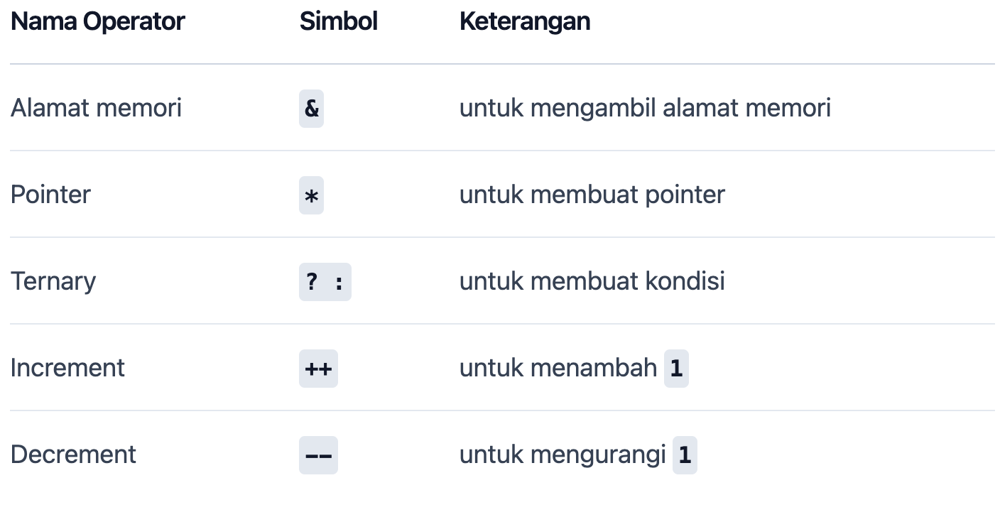 Nama Operator Simbol Keterangan
Alamat memori & untuk mengambil alamat memori
Pointer * untuk membuat pointer
Ternary ? : untuk membuat kondisi
Increment ++ untuk menambah 1
Decrement -- untuk mengurangi 1